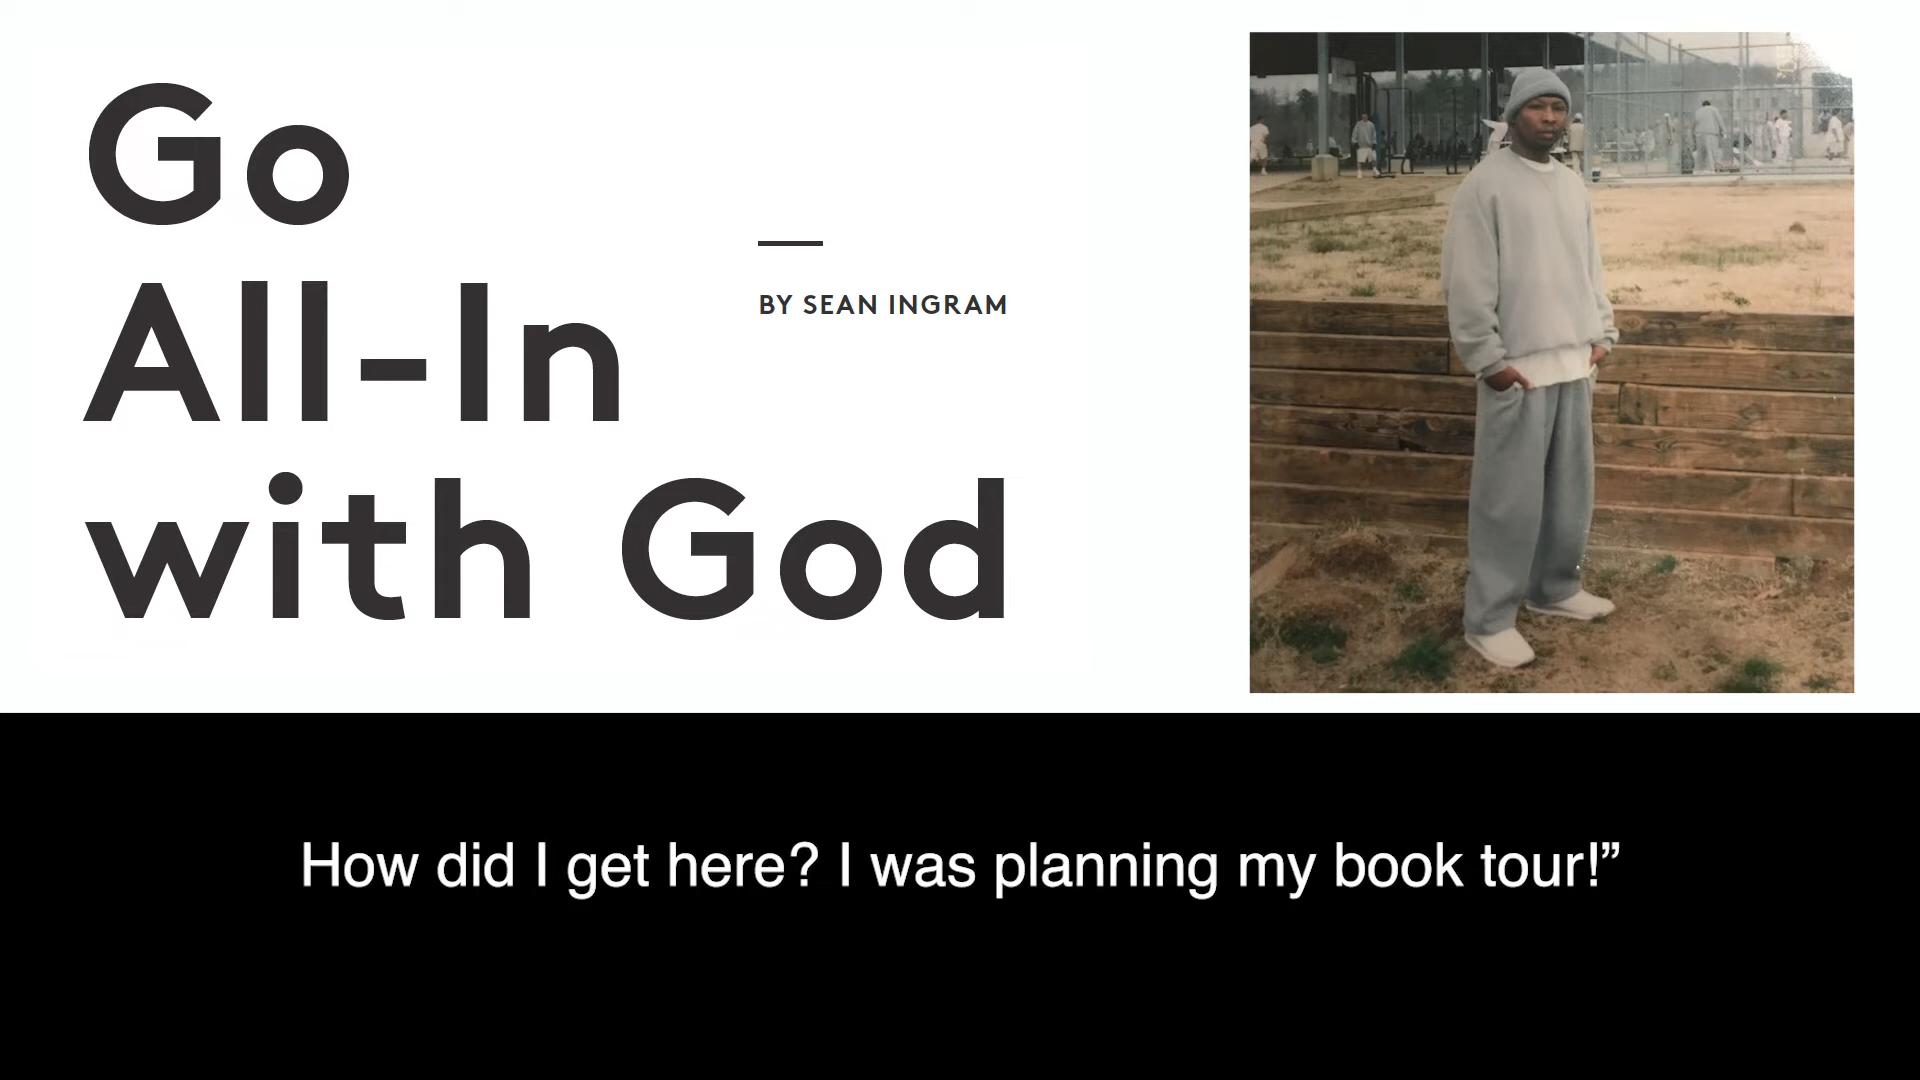 Go
All-In
with God
BY SEAN INGRAM
How did I get here? I was planning my book tour!”